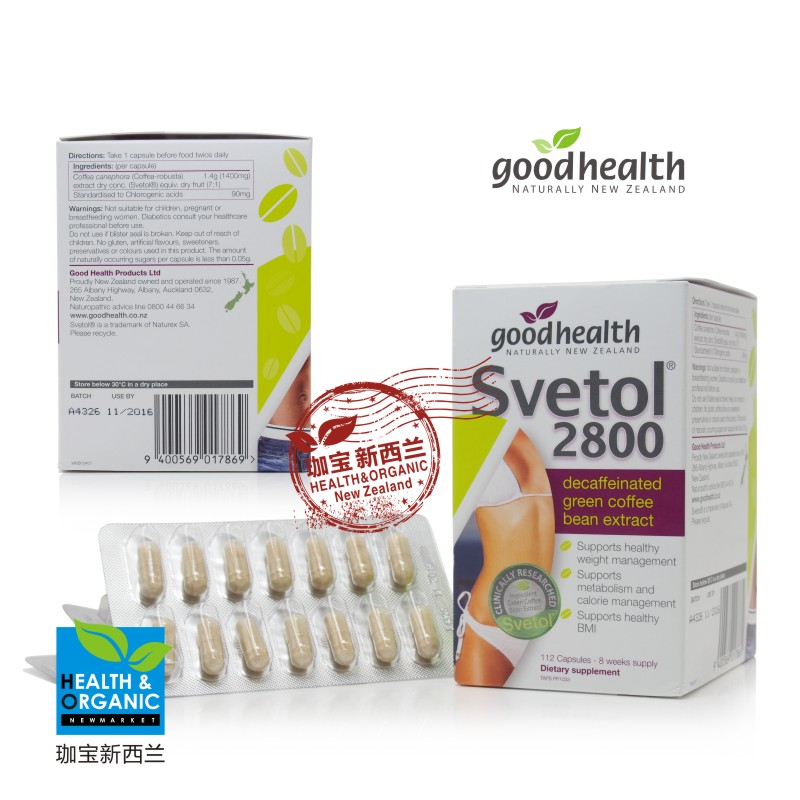 Directions: Take 1 capsule before food twice daily
Ingredients: (per capsule)
Coffea canephora (Coffea-robusta) 1.4g (1400mg)
extract dry conc. (Svetol®) equiv. dry fruit (7:1)
Standardised to Chlorogenic acids 90mg
Warnings: Not suitable for children, pregnant or
breastfeeding women. Diabetics consult your healthcare
professional before use.
Do not use if blister seal is broken. Keep out of reach of
children. No gluten, artificial flavours, sweeteners,
preservatives or colours used in this product. The amount
of naturally occurring sugars per capsule is less than 0.05g.
Good Health Products Ltd
Proudly New Zealand owned and operated since 1987
265 Albany Highway, Albany, Auckland 0632,
New Zealand.
Naturopathic advice line 0800 44 66 34
www.goodhealth.co.nz
Svetol® is a trademark of Naturex SA.
Please recycle.
Store below 30°C in a dry place
BATCH USE BY
A4326 11/2016
9 400569 017869 >
goodhealth
NATURALLY NEW ZEALAND
goodhealth
NATURALLY NEW ZEALAND
Svetol®
2800
decaffeinated
green coffee
bean extract
Supports healthy
weight management
Supports
metabolism and
calorie management
Supports healthy
BMI
CLINICALLY RESEARCHED
Ingredient
Green Coffee
Bean Extract
Svetol
112 Capsules - 8 weeks supply
Dietary supplement
珈宝新西兰
HEALTH&ORGANIC
New Zealand
HEALTH &
ORGANIC
NEWMARKET
珈宝新西兰